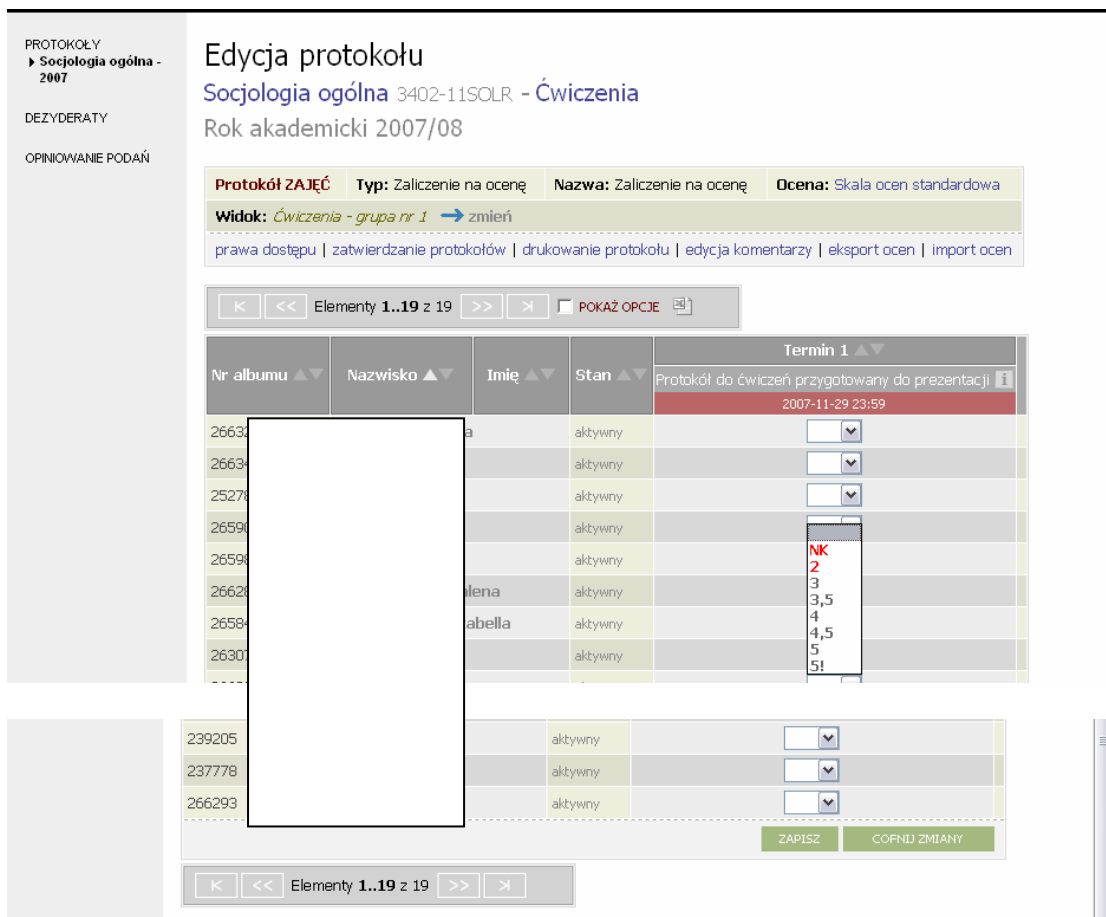 PROTOKOŁY
Socjologia ogólna -
2007
DEZYDERATY
OPINIOWANIE PODAŃ
Edycja protokołu
Socjologia ogólna 3402-11SOLR - Ćwiczenia
Rok akademicki 2007/08
Protokół ZAJĘĆ Typ: Zaliczenie na ocenę Nazwa: Zaliczenie na ocenę Ocena: Skala ocen standardowa
Widok: Ćwiczenia - grupa nr 1 zmień
prawa dostępu | zatwierdzanie protokołów | drukowanie protokołu | edycja komentarzy | eksport ocen | import ocen
K << Elementy 1..19 z 19 >> POKAŻ OPCJE
Nr albumu Nazwisko Imię Stan Termin 1
Protokół do ćwiczeń przygotowany do prezentacji i
2007-11-29 23:59
aktywny
aktywny
aktywny
aktywny
aktywny
aktywny
aktywny
aktywny
NK
2
3
3,5
4
4,5
5
5!
239205 aktywny
237778 aktywny
266293 aktywny
ZAPISZ COFNIJ ZMIANY
K << Elementy 1..19 z 19 >>